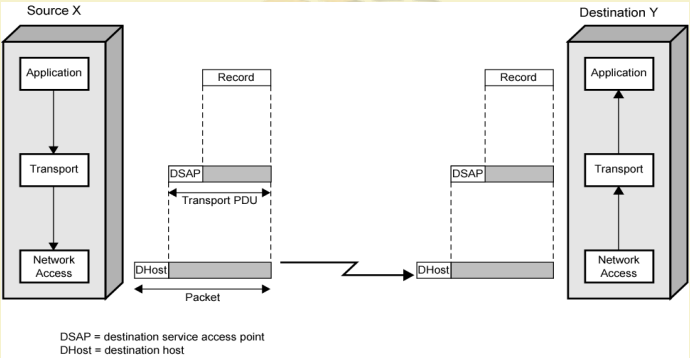 Source X
Destination Y
Application
Record
Record
Application
Transport
DSAP
DSAP
Transport
Transport PDU
Network
Access
DHost
DHost
Network
Access
Packet
DSAP = destination service access point
DHost = destination host